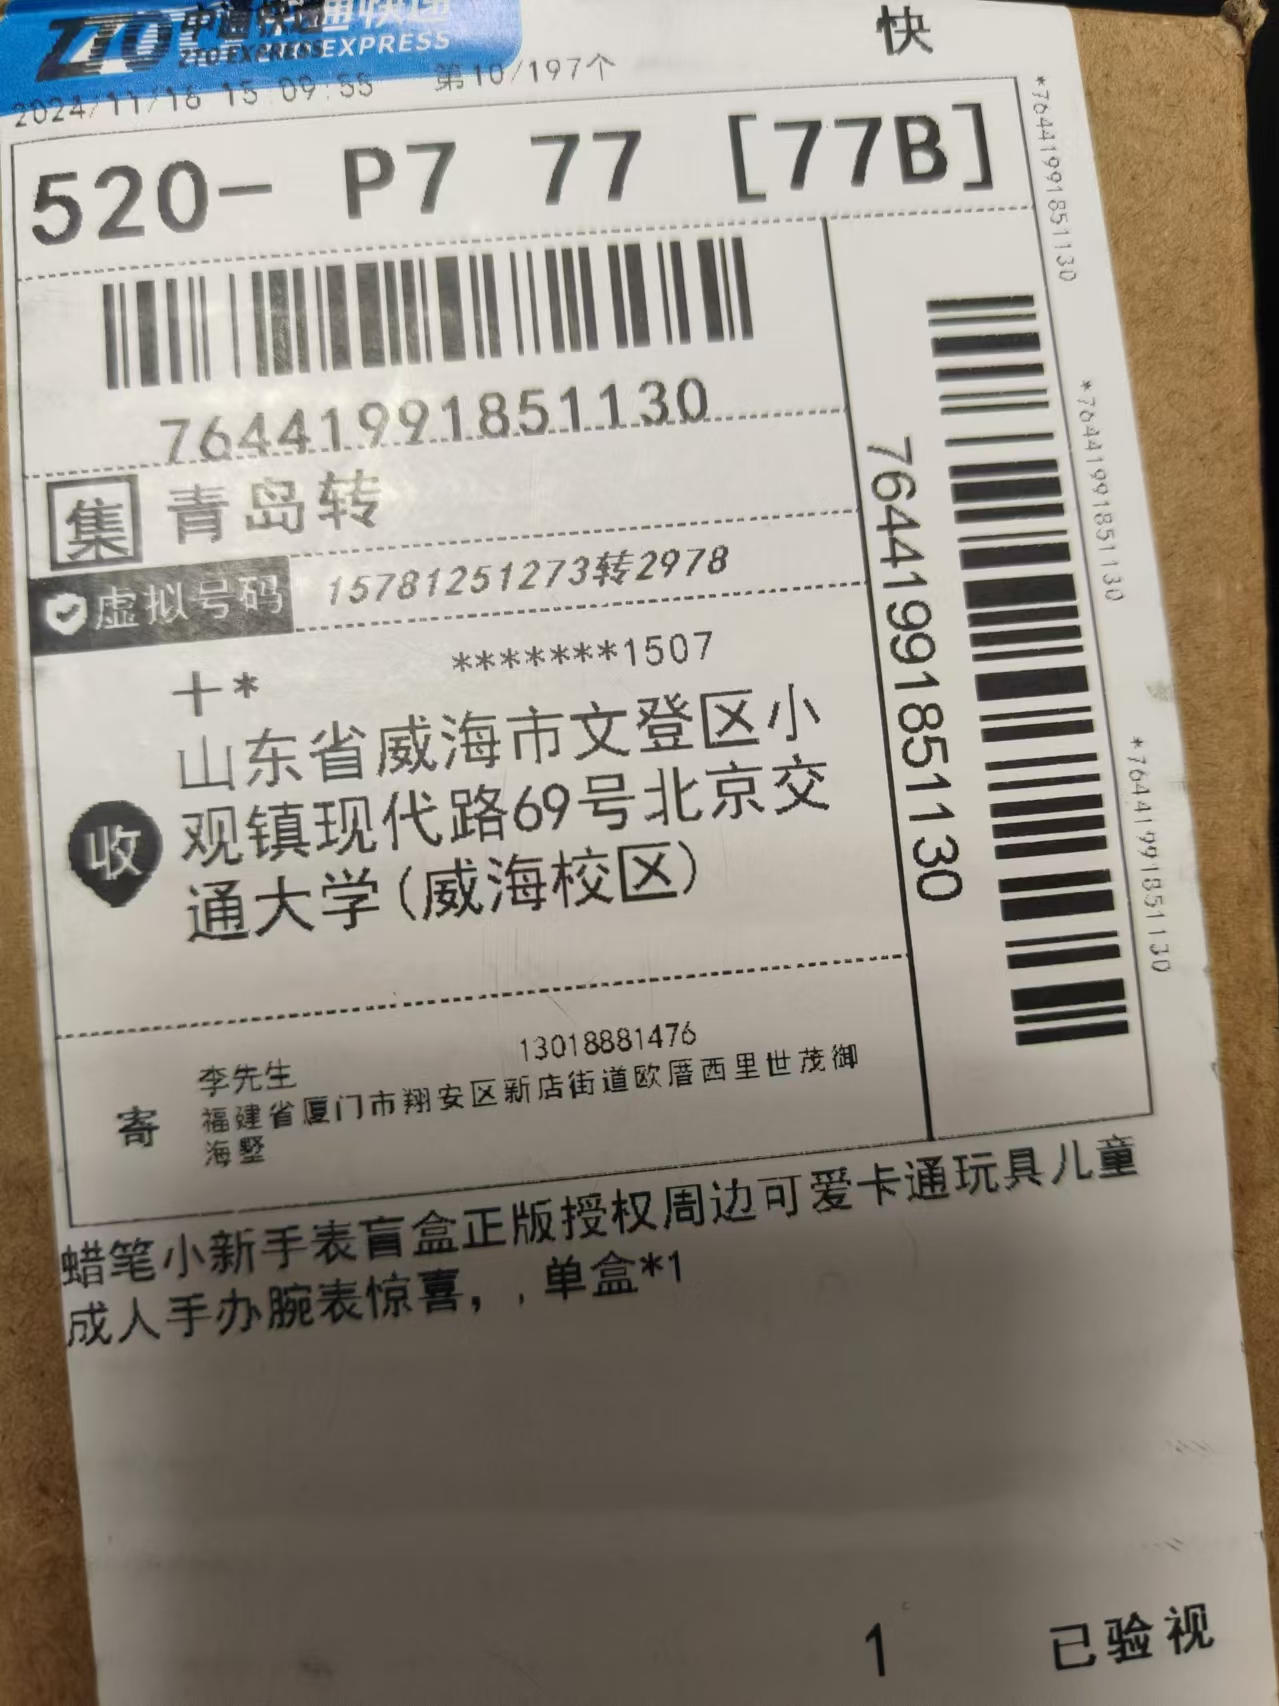 ZTO 中通快递
ZTO EXPRESS
快
2024/11/16 15:09:55 第10/197个
520- P7 77 [77B]
76441991851130
集 青岛转
虚拟号码 15781251273转2978
十* *******1507
收 山东省威海市文登区小
观镇现代路69号北京交
通大学(威海校区)
李先生 13018881476
寄 福建省厦门市翔安区新店街道欧厝西里世茂御
海墅
76441991851130
*76441991851130
*76441991851130
*76441991851130
蜡笔小新手表盲盒正版授权周边可爱卡通玩具儿童
成人手办腕表惊喜，，单盒*1
1 已验视